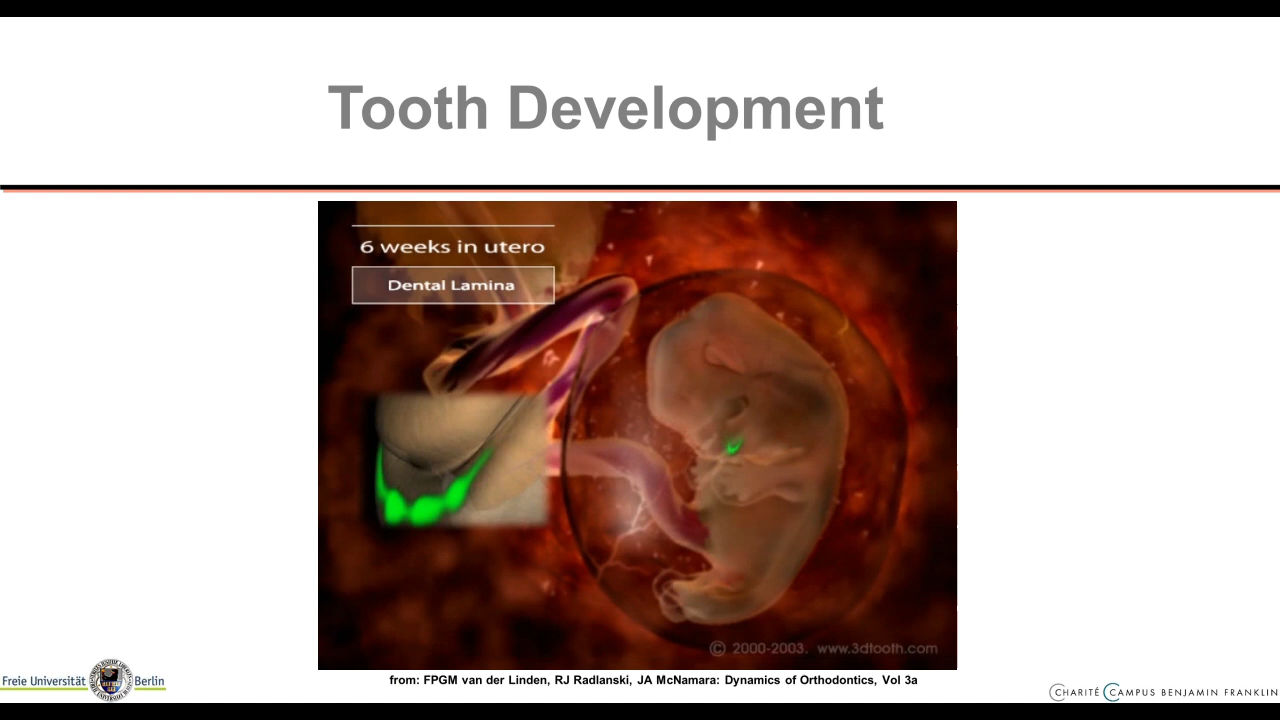 Tooth Development
6 weeks in utero
Dental Lamina
© 2000-2003. www.3dtooth.com
from: FPGM van der Linden, RJ Radlanski, JA McNamara: Dynamics of Orthodontics, Vol 3a
Freie Universität Berlin
CHARITÉ CAMPUS BENJAMIN FRANKLIN